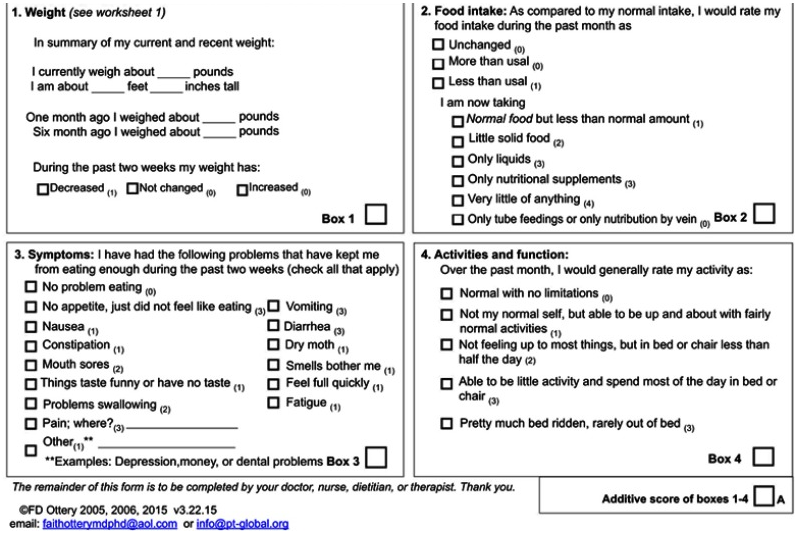 1. Weight (see worksheet 1)
In summary of my current and recent weight:
I currently weigh about _____ pounds
I am about _____ feet _____ inches tall
One month ago I weighed about _____ pounds
Six month ago I weighed about _____ pounds
During the past two weeks my weight has:
Decreased (1) Not changed (0) Increased (0)
Box 1
2. Food intake: As compared to my normal intake, I would rate my
food intake during the past month as
Unchanged (0)
More than usal (0)
Less than usal (1)
I am now taking
Normal food but less than normal amount (1)
Little solid food (2)
Only liquids (3)
Only nutritional supplements (3)
Very little of anything (4)
Only tube feedings or only nutribution by vein (0) Box 2
3. Symptoms: I have had the following problems that have kept me
from eating enough during the past two weeks (check all that apply)
No problem eating (0)
No appetite, just did not feel like eating (3) Vomiting (3)
Nausea (1) Diarrhea (3)
Constipation (1) Dry moth (1)
Mouth sores (2) Smells bother me (1)
Things taste funny or have no taste (1) Feel full quickly (1)
Problems swallowing (2) Fatigue (1)
Pain; where?(3) _____
Other(1)** _____
**Examples: Depression,money, or dental problems Box 3
4. Activities and function:
Over the past month, I would generally rate my activity as:
Normal with no limitations (0)
Not my normal self, but able to be up and about with fairly
normal activities (1)
Not feeling up to most things, but in bed or chair less than
half the day (2)
Able to be little activity and spend most of the day in bed or
chair (3)
Pretty much bed ridden, rarely out of bed (3)
Box 4
The remainder of this form is to be completed by your doctor, nurse, dietitian, or therapist. Thank you.
Additive score of boxes 1-4 A
©FD Ottery 2005, 2006, 2015 v3.22.15
email: faithotterymdphd@aol.com or info@pt-global.org